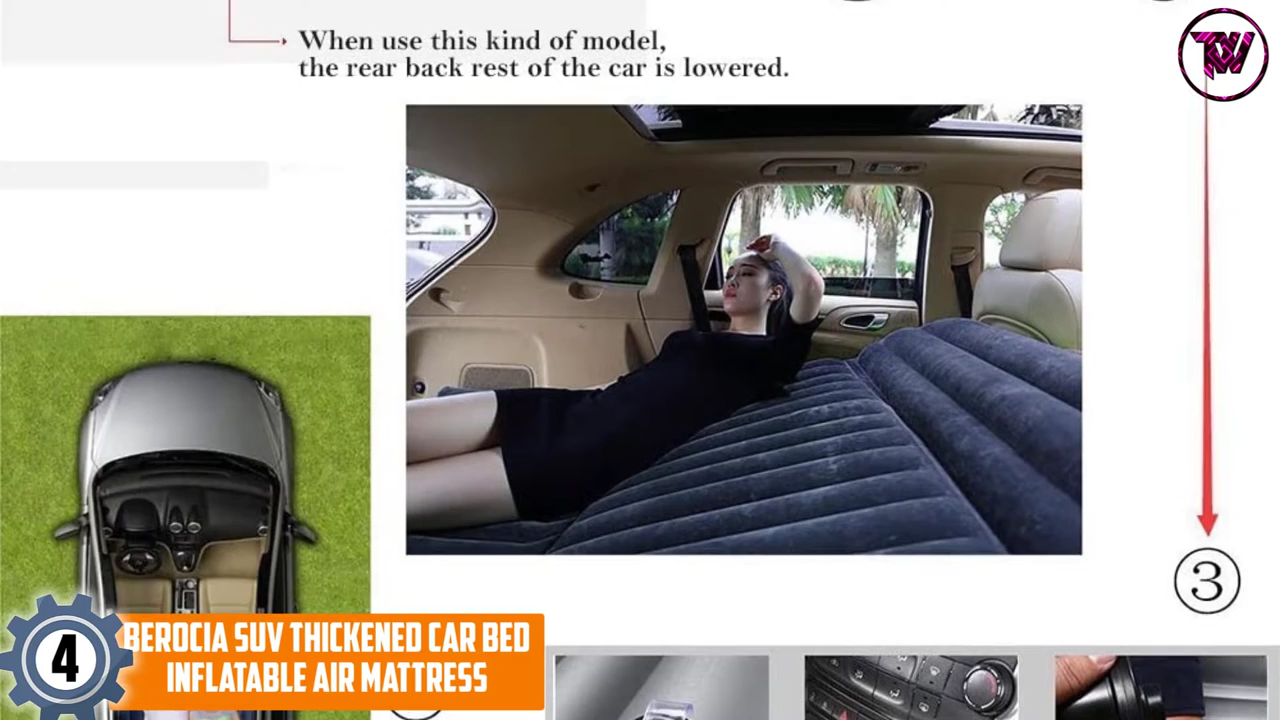 When use this kind of model,
the rear back rest of the car is lowered.
TW
③
4
BEROCIA SUV THICKENED CAR BED
INFLATABLE AIR MATTRESS